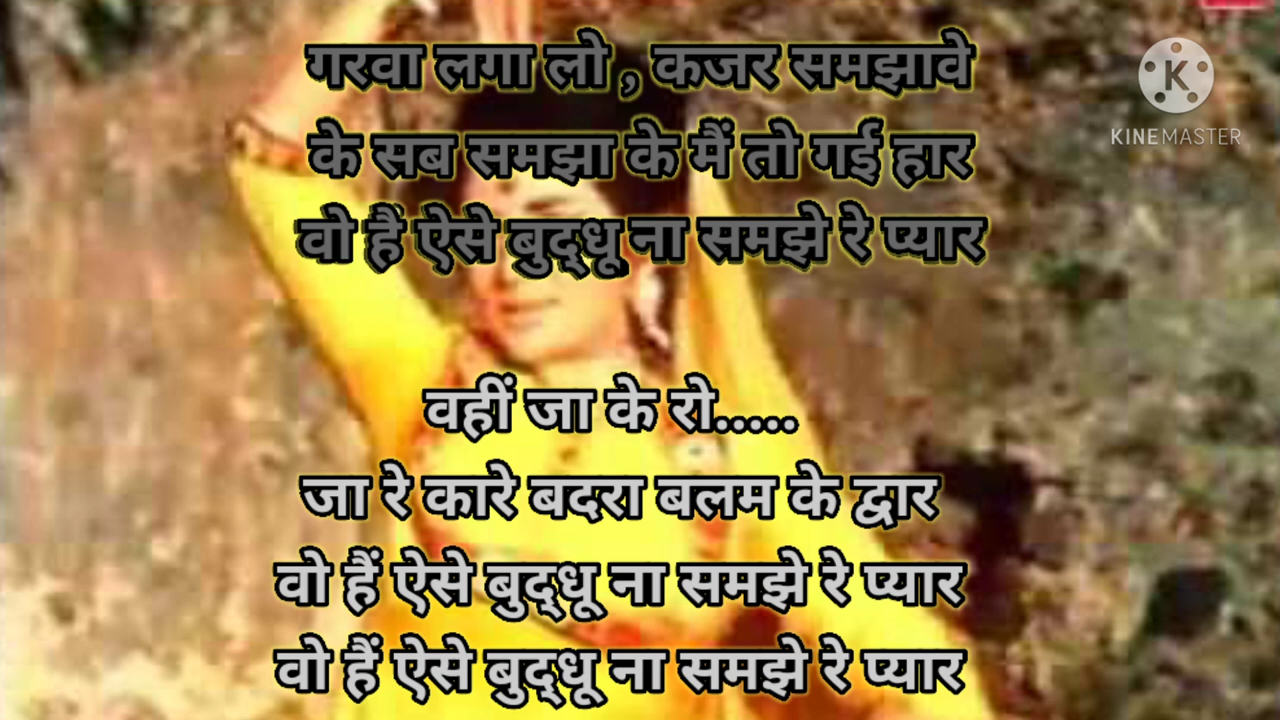 गरवा लगा लो , कजर समझावे
KINEMASTER
के सब समझा के मैं तो गई हार
वो हैं ऐसे बुद्धू ना समझे रे प्यार
वहीं जा के रो.....
जा रे कारे बदरा बलम के द्वार
वो हैं ऐसे बुद्धू ना समझे रे प्यार
वो हैं ऐसे बुद्धू ना समझे रे प्यार